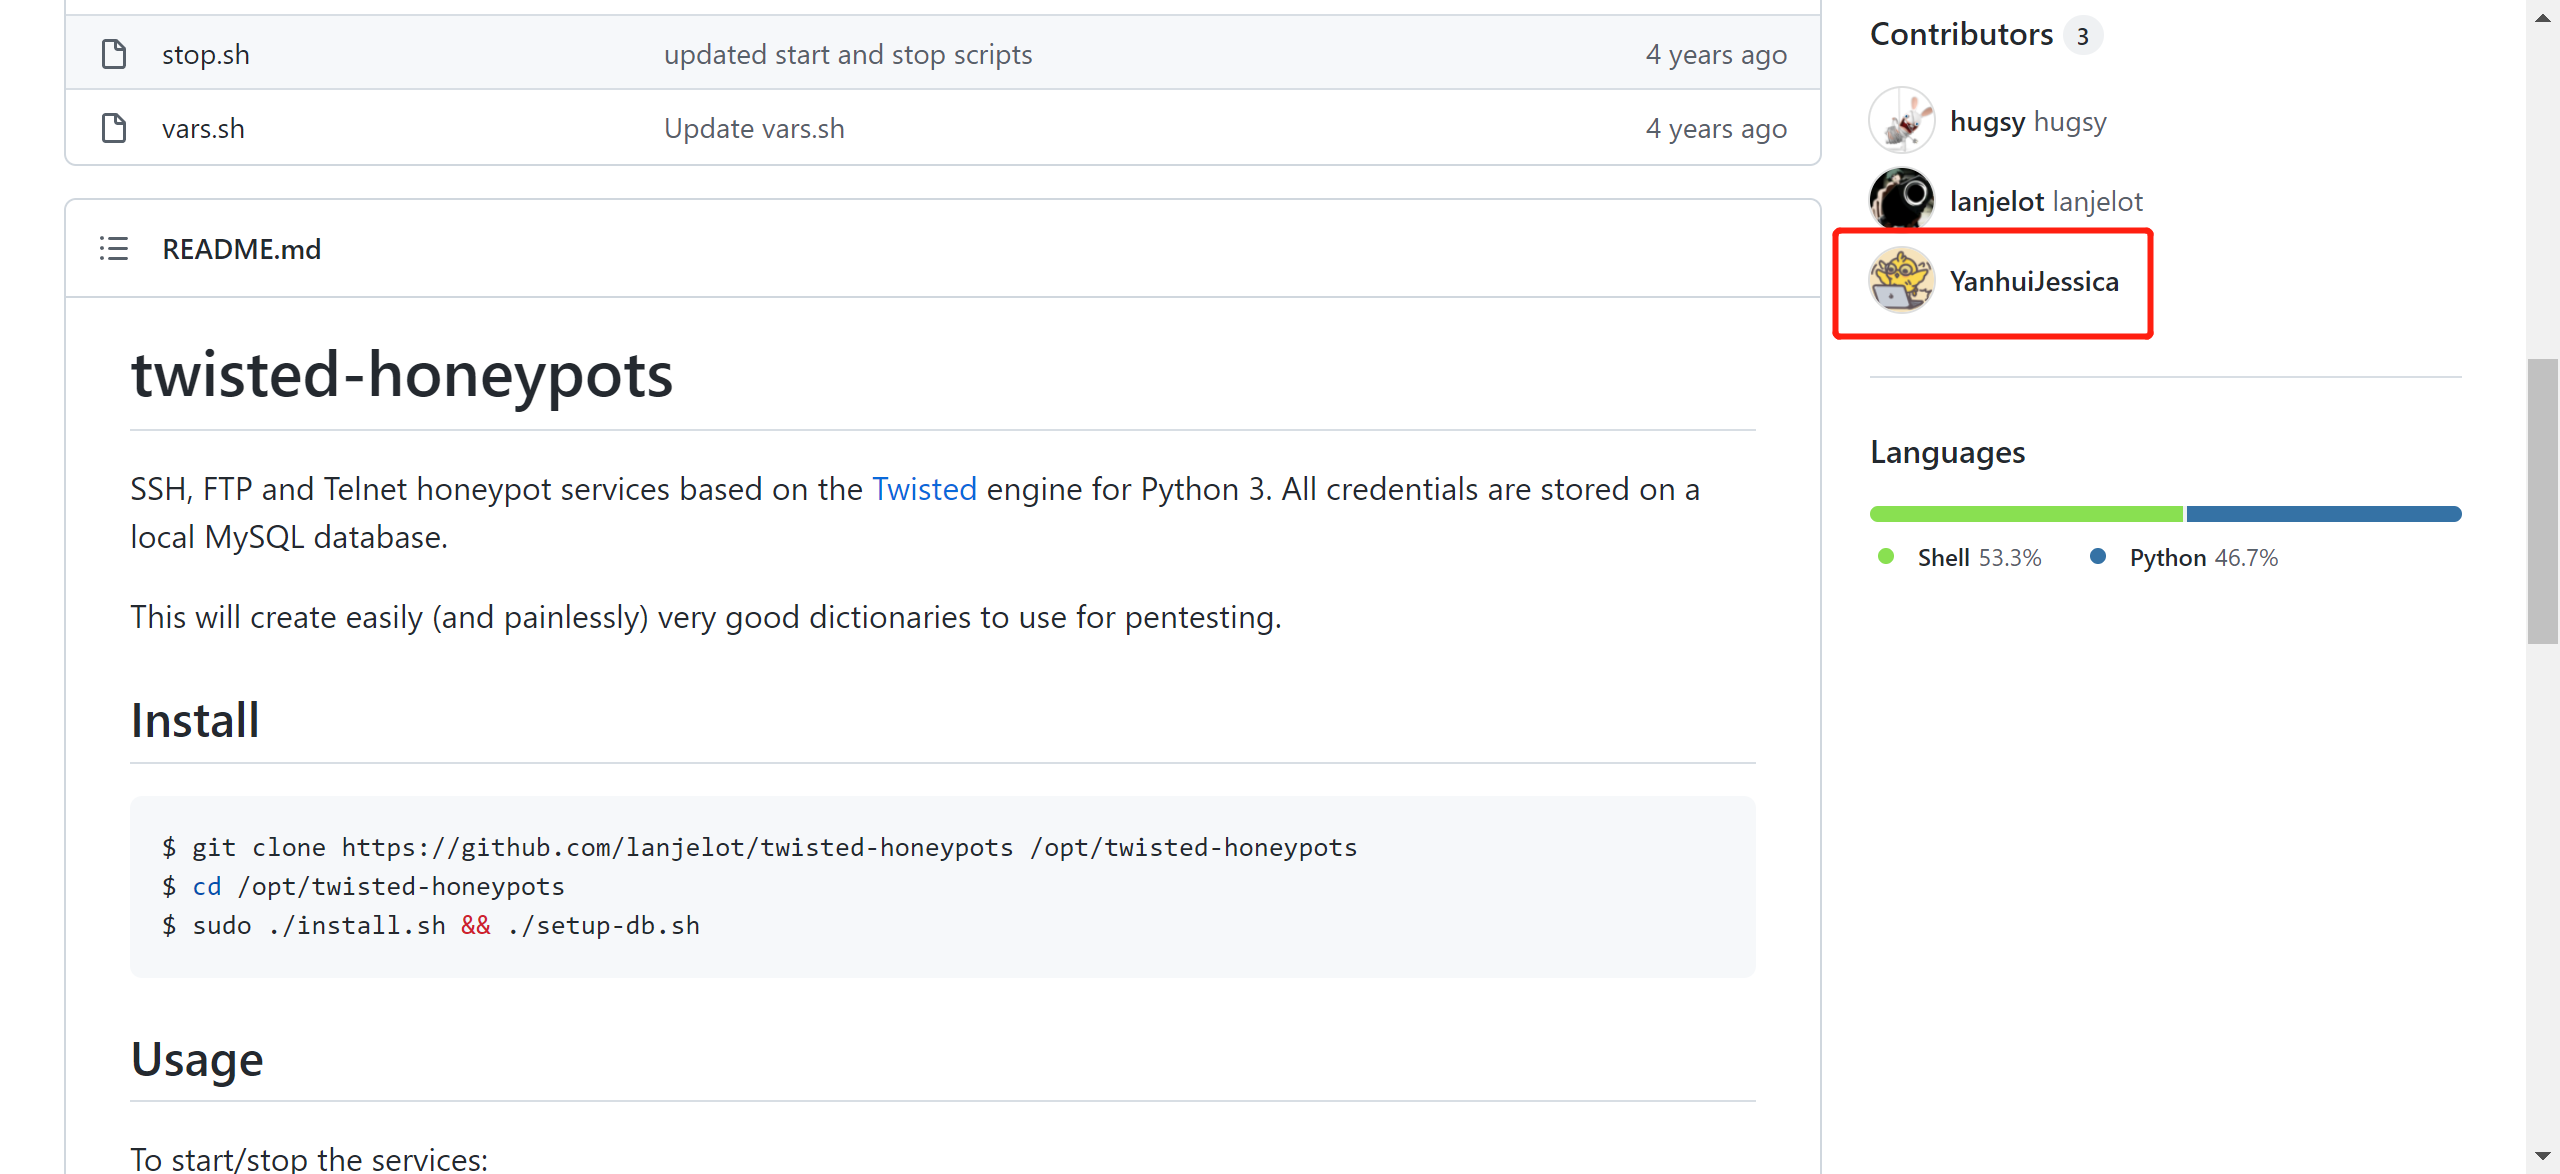 stop.sh updated start and stop scripts 4 years ago
vars.sh Update vars.sh 4 years ago
README.md
twisted-honeypots
SSH, FTP and Telnet honeypot services based on the Twisted engine for Python 3. All credentials are stored on a
local MySQL database.
This will create easily (and painlessly) very good dictionaries to use for pentesting.
Install
$ git clone https://github.com/lanjelot/twisted-honeypots /opt/twisted-honeypots
$ cd /opt/twisted-honeypots
$ sudo ./install.sh && ./setup-db.sh
Usage
To start/stop the services:
Contributors 3
hugsy hugsy
lanjelot lanjelot
YanhuiJessica
Languages
Shell 53.3% Python 46.7%